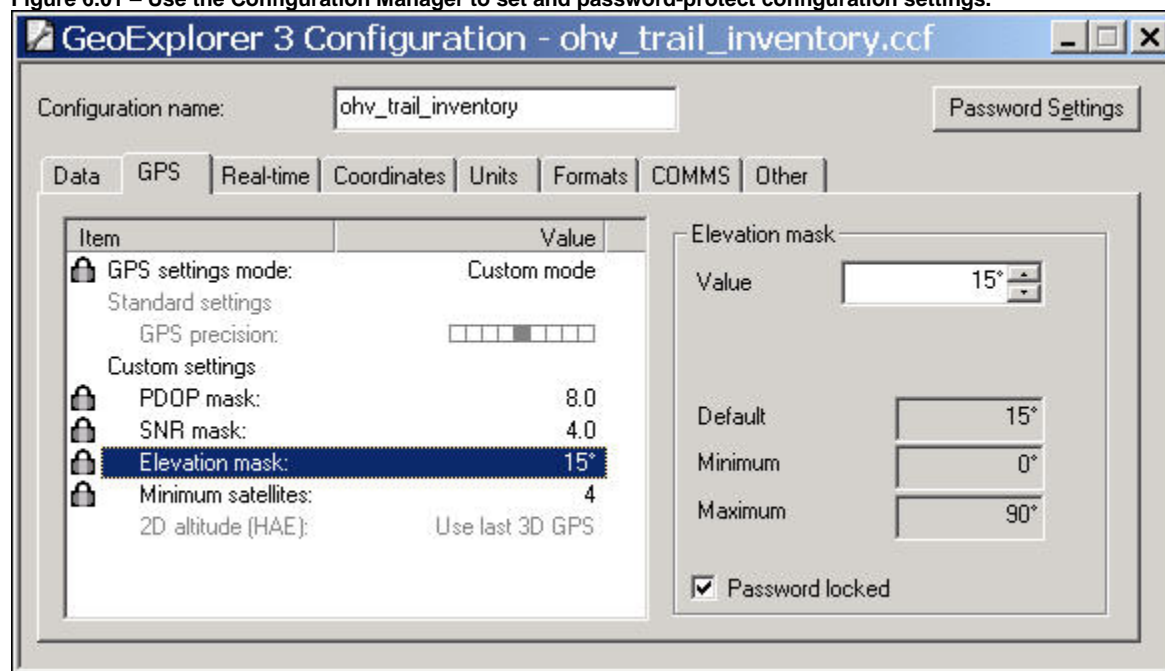 Figure 6.01 – Use the Configuration Manager to set and password-protect configuration settings.
GeoExplorer 3 Configuration - ohv_trail_inventory.ccf
Configuration name: ohv_trail_inventory Password Settings
Data GPS Real-time Coordinates Units Formats COMMS Other
Item Value
GPS settings mode: Custom mode
Standard settings
GPS precision:
Custom settings
PDOP mask: 8.0
SNR mask: 4.0
Elevation mask: 15°
Minimum satellites: 4
2D altitude (HAE): Use last 3D GPS
Elevation mask
Value 15°
Default 15°
Minimum 0°
Maximum 90°
Password locked